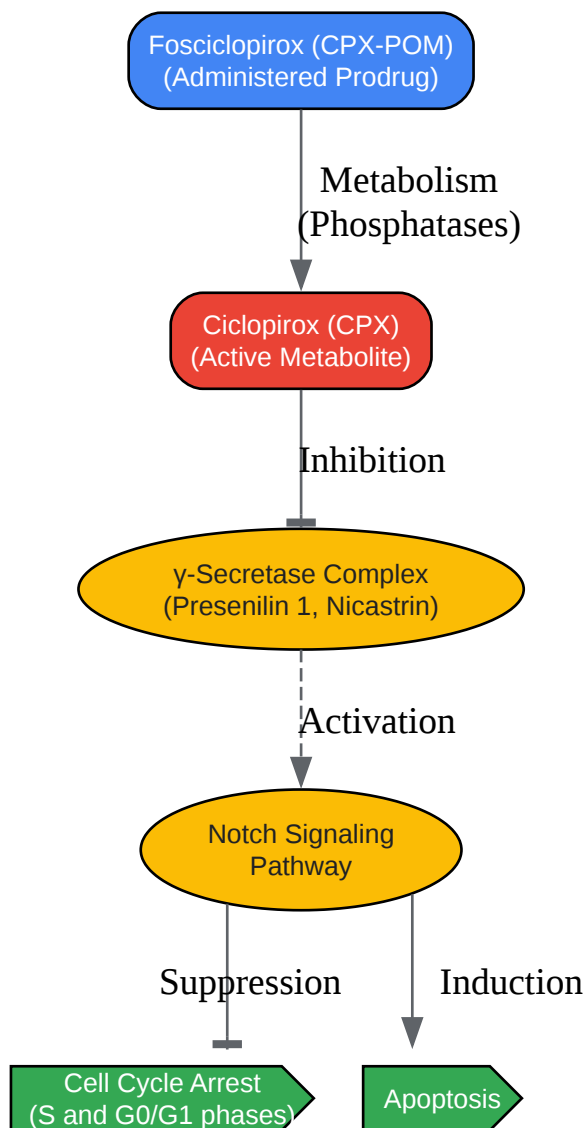 Fosciclopirox (CPX-POM)
(Administered Prodrug)
Metabolism
(Phosphatases)
Ciclopirox (CPX)
(Active Metabolite)
Inhibition
γ-Secretase Complex
(Presenilin 1, Nicastrin)
Activation
Notch Signaling
Pathway
Suppression
Induction
Cell Cycle Arrest
(S and G0/G1 phases)
Apoptosis